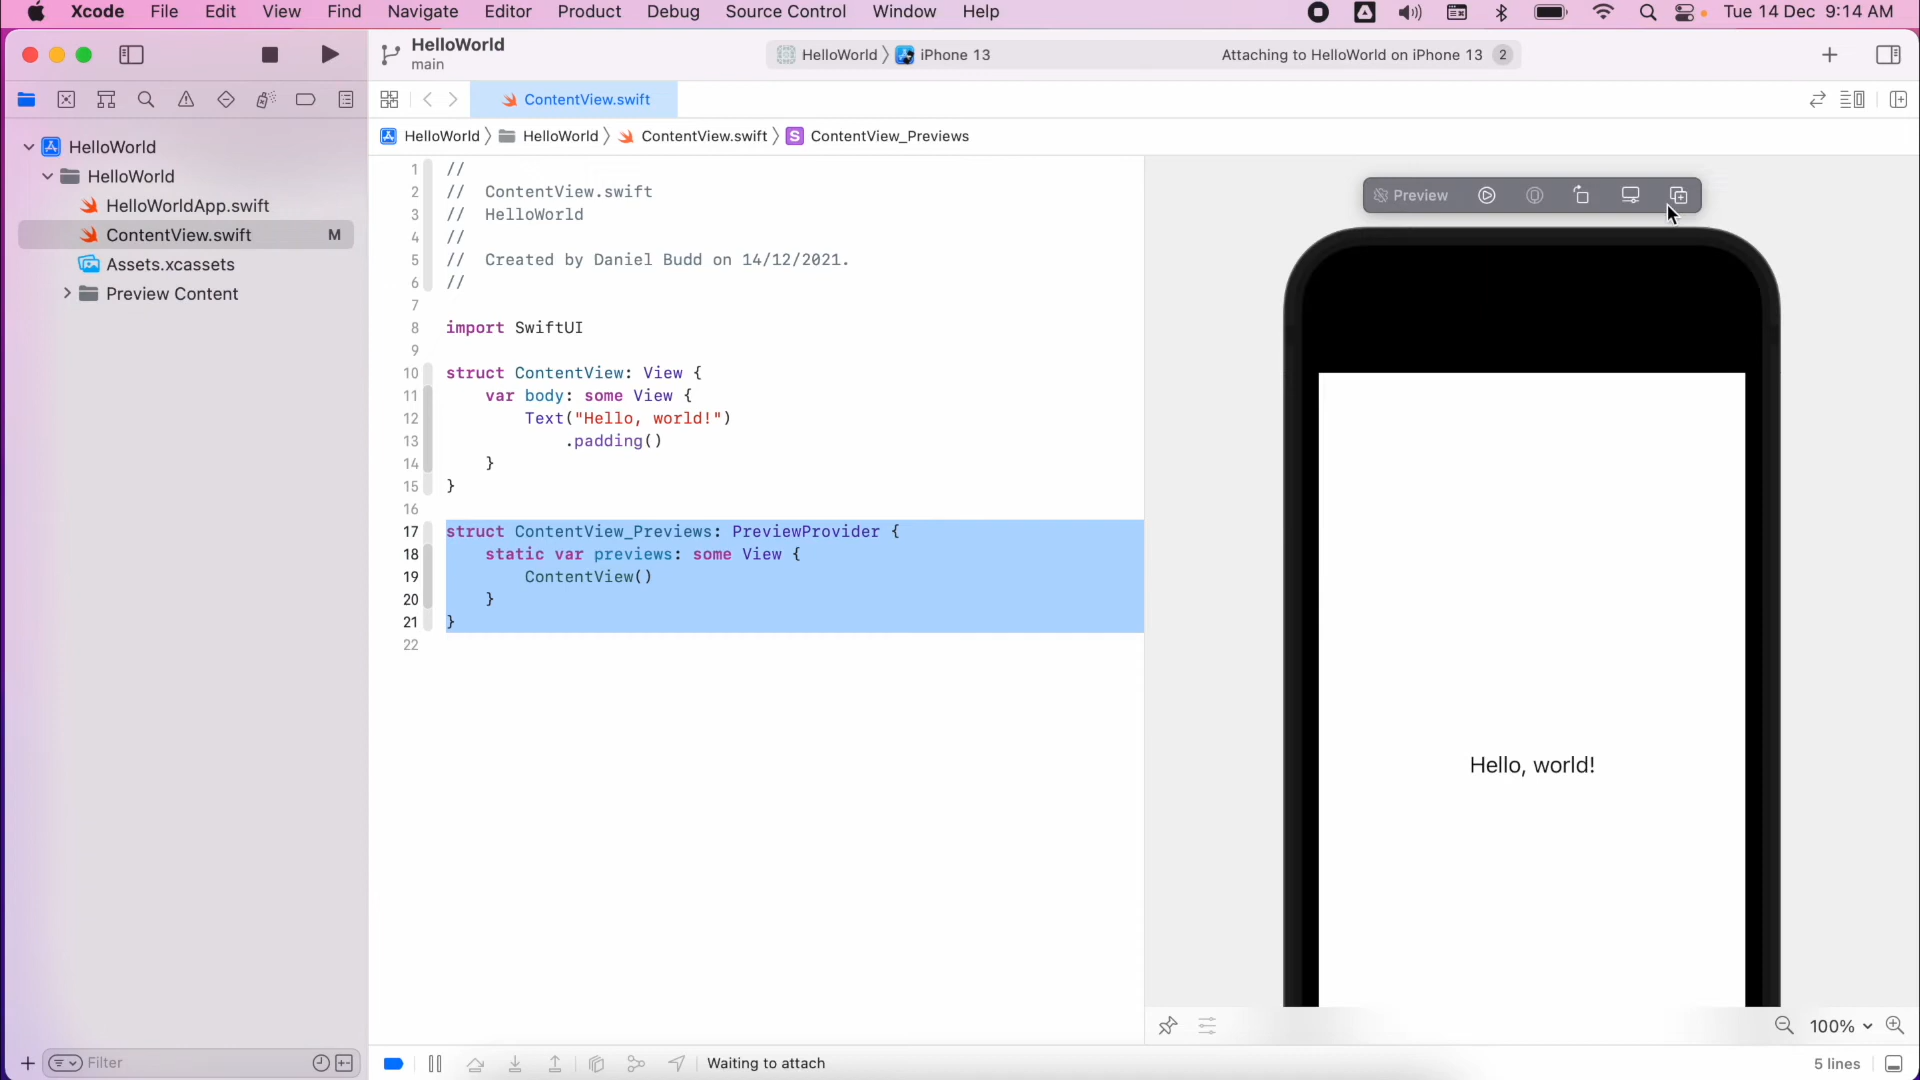 Xcode File Edit View Find Navigate Editor Product Debug Source Control Window Help Tue 14 Dec 9:14 AM
HelloWorld
main
HelloWorld iPhone 13 Attaching to HelloWorld on iPhone 13 2
ContentView.swift
HelloWorld HelloWorld ContentView.swift S ContentView_Previews
HelloWorld
HelloWorld
HelloWorldApp.swift
ContentView.swift M
Assets.xcassets
Preview Content
1 //
2 // ContentView.swift
3 // HelloWorld
4 //
5 // Created by Daniel Budd on 14/12/2021.
6 //
7
8 import SwiftUI
9
10 struct ContentView: View {
11 var body: some View {
12 Text("Hello, world!")
13 .padding()
14 }
15 }
16
17 struct ContentView_Previews: PreviewProvider {
18 static var previews: some View {
19 ContentView()
20 }
21 }
22
Preview
Hello, world!
100%
Filter
Waiting to attach
5 lines